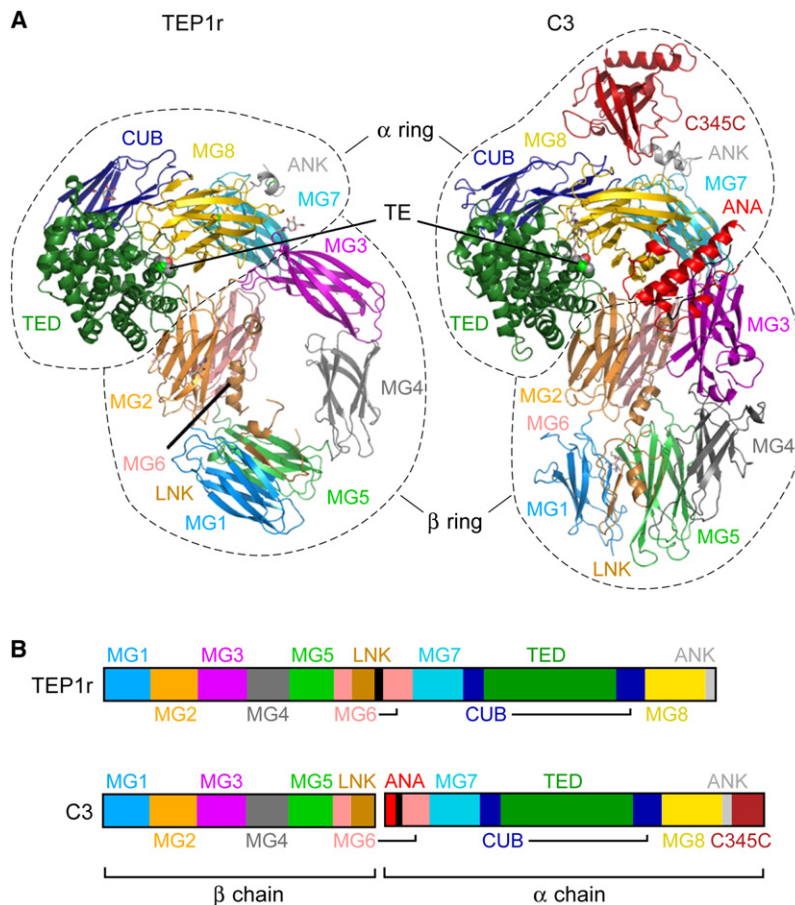 A
TEP1r
C3
CUB
MG8
ANK
MG7
MG3
TED
MG2
MG4
MG6
LNK
MG1
MG5
α ring
TE
β ring
C345C
CUB
MG8
ANK
MG7
ANA
TED
MG3
MG2
MG6
MG4
MG1
MG5
LNK
B
MG1 MG3 MG5 LNK MG7 TED ANK
TEP1r
MG2 MG4 MG6 CUB MG8
MG1 MG3 MG5 LNK ANA MG7 TED ANK
C3
MG2 MG4 MG6 CUB MG8 C345C
β chain α chain